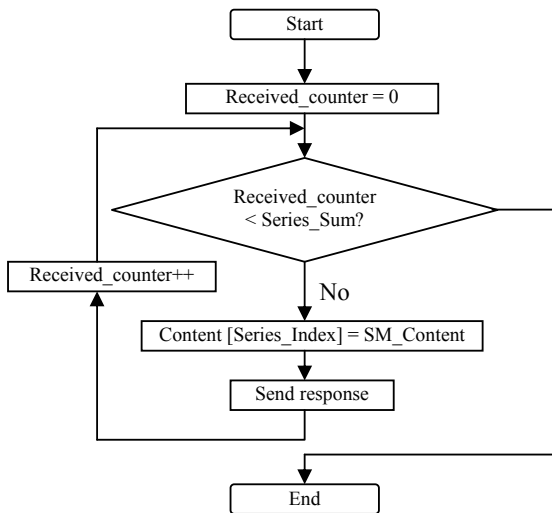 Start
Received_counter = 0
Received_counter
< Series_Sum?
Received_counter++
No
Content [Series_Index] = SM_Content
Send response
End